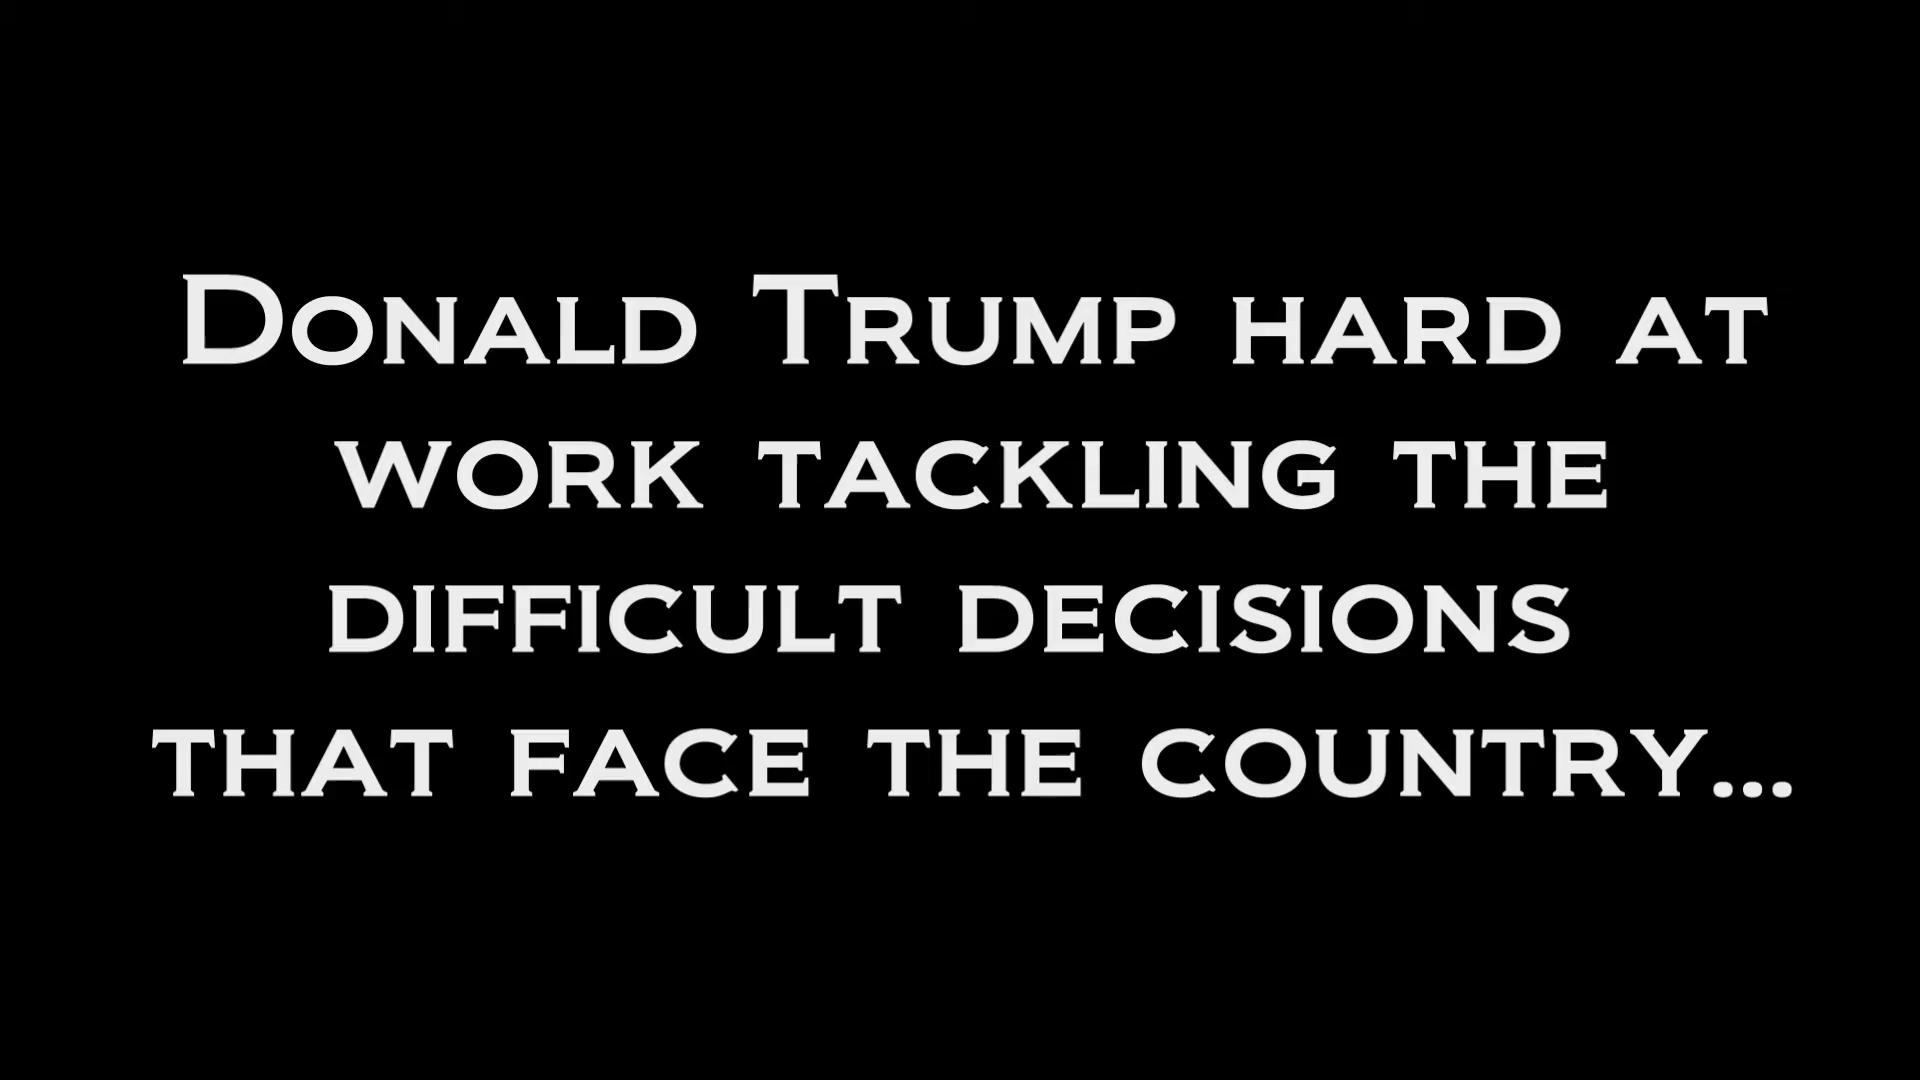 Donald Trump hard at
work tackling the
difficult decisions
that face the country...